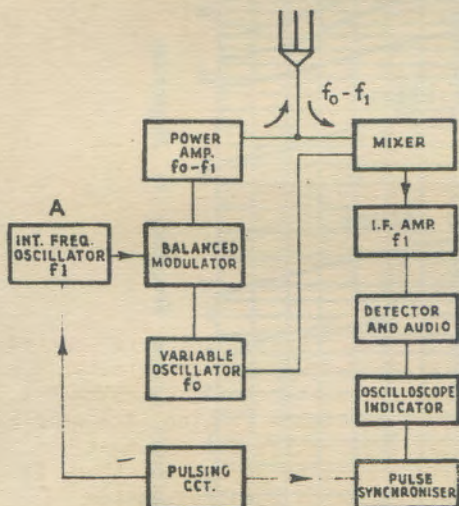 f₀-f₁
POWER
AMP.
f₀-f₁
MIXER
A
INT. FREQ.
OSCILLATOR
f₁
BALANCED
MODULATOR
I.F. AMP.
f₁
DETECTOR
AND AUDIO
VARIABLE
OSCILLATOR
f₀
OSCILLOSCOPE
INDICATOR
PULSING
CCT.
PULSE
SYNCHRONISER